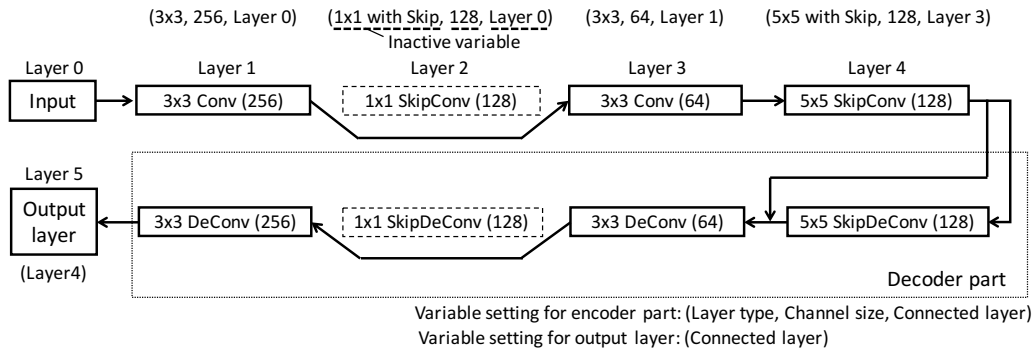 (3x3, 256, Layer 0) (1x1 with Skip, 128, Layer 0) (3x3, 64, Layer 1) (5x5 with Skip, 128, Layer 3)
Inactive variable
Layer 0 Layer 1 Layer 2 Layer 3 Layer 4
Input 3x3 Conv (256) 1x1 SkipConv (128) 3x3 Conv (64) 5x5 SkipConv (128)
Layer 5
Output layer 3x3 DeConv (256) 1x1 SkipDeConv (128) 3x3 DeConv (64) 5x5 SkipDeConv (128)
(Layer4)
Decoder part
Variable setting for encoder part: (Layer type, Channel size, Connected layer)
Variable setting for output layer: (Connected layer)